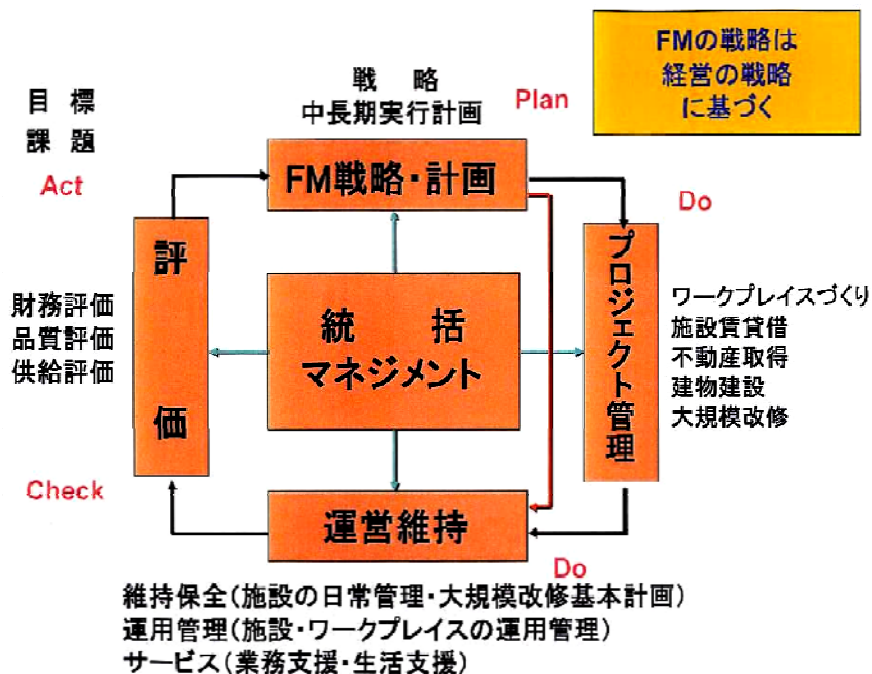 FMの戦略は
経営の戦略
に基づく
戦　略
中長期実行計画
Plan
目 標
課 題
Act
FM戦略・計画
Do
評　価
財務評価
品質評価
供給評価
統　括
マネジメント
プロジェクト管理
ワークプレイスづくり
施設賃貸借
不動産取得
建物建設
大規模改修
Check
運営維持
Do
維持保全(施設の日常管理・大規模改修基本計画)
運用管理(施設・ワークプレイスの運用管理)
サービス(業務支援・生活支援)